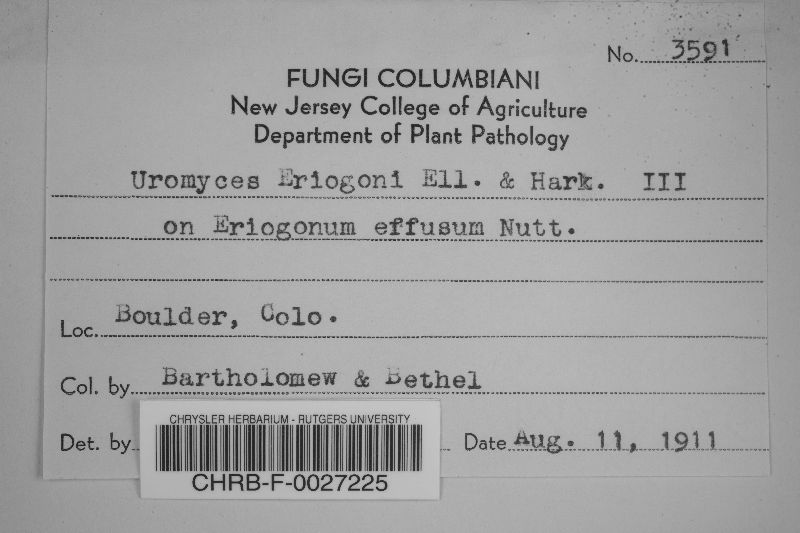 No. 3591
FUNGI COLUMBIANI
New Jersey College of Agriculture
Department of Plant Pathology
Uromyces Eriogoni Ell. & Hark. III
on Eriogonum effusum Nutt.
Loc. Boulder, Colo.
Col. by Bartholomew & Bethel
Det. by Date Aug. 11, 1911
CHRYSLER HERBARIUM - RUTGERS UNIVERSITY
CHRB-F-0027225